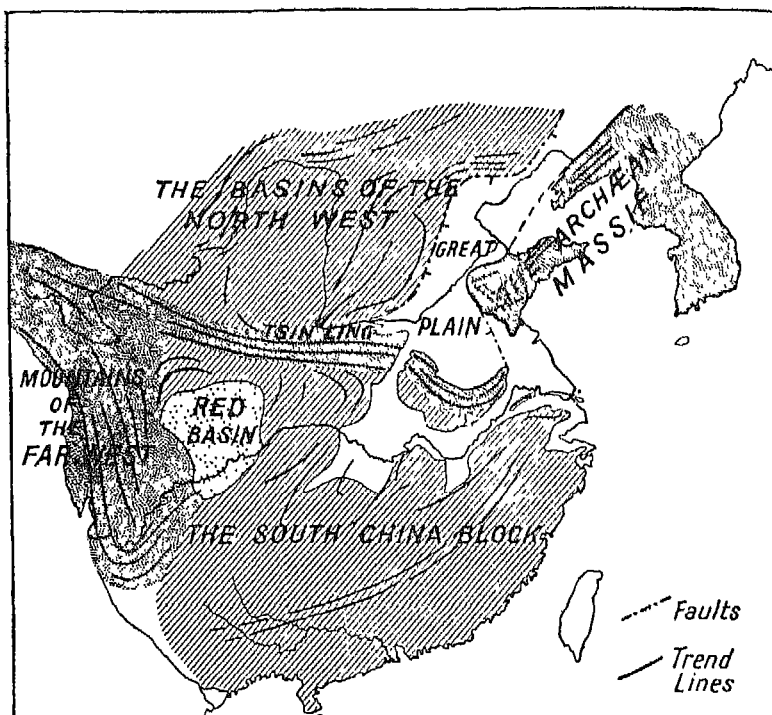 THE BASINS OF THE
NORTH WEST
ARCHÆAN
MASSIF
GREAT
PLAIN
TSIN LING
MOUNTAINS
OF
THE
FAR WEST
RED
BASIN
THE SOUTH CHINA BLOCK
Faults
Trend
Lines